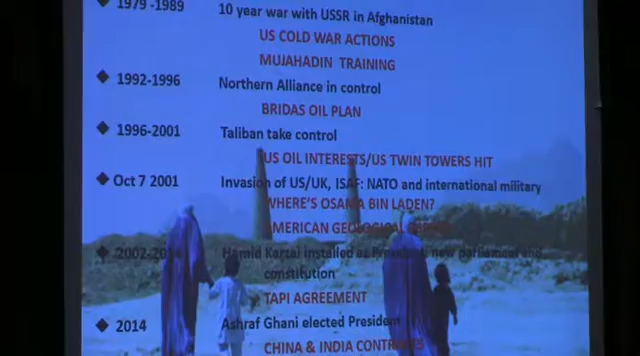 1979 -1989 10 year war with USSR in Afghanistan
US COLD WAR ACTIONS
MUJAHADIN TRAINING
1992-1996 Northern Alliance in control
BRIDAS OIL PLAN
1996-2001 Taliban take control
US OIL INTERESTS/US TWIN TOWERS HIT
Oct 7 2001 Invasion of US/UK, ISAF: NATO and international military
WHERE'S OSAMA BIN LADEN?
AMERICAN GEOLOGICAL
Hamid Karzai installed as President: new parliament and
constitution
TAPI AGREEMENT
2014 Ashraf Ghani elected President
CHINA & INDIA CONTRACTS